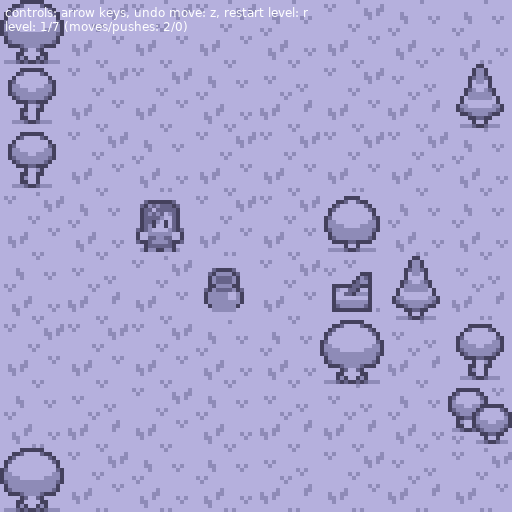 controls: arrow keys, undo move: z, restart level: r
level: 1/7 (moves/pushes: 2/0)